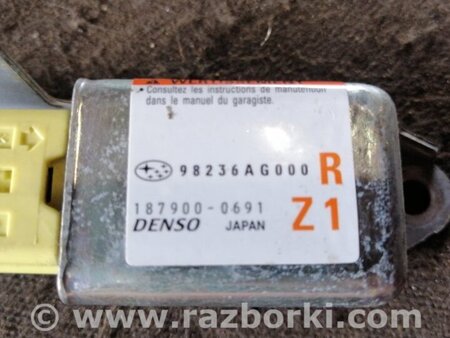 • Consultez les instructions de manutention
dans le manuel du garagiste.
98236AG000 R
187900-0691 Z1
DENSO JAPAN
© www.razborki.com